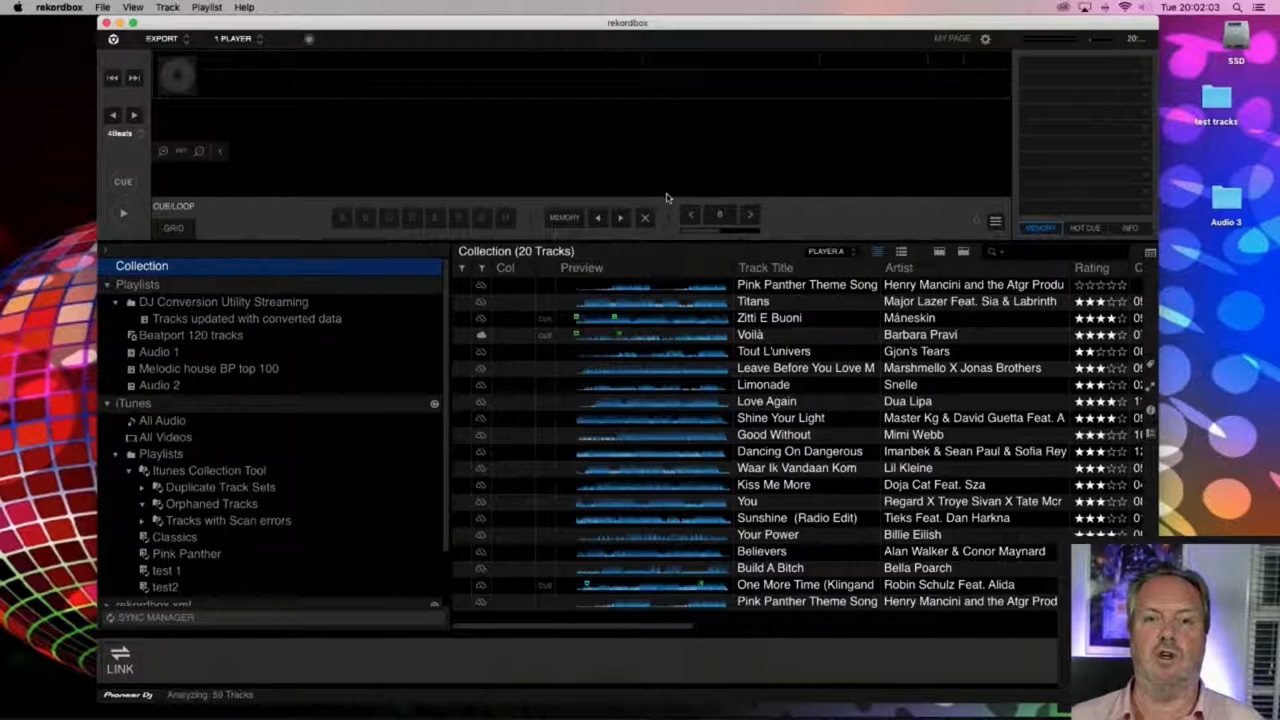 rekordbox File View Track Playlist Help Tue 20:02:03
rekordbox
EXPORT 1 PLAYER MY PAGE 20:...
SSD
test tracks
4Beats
CUE
Audio 3
CUE/LOOP
GRID
MEMORY 8
MEMORY HOT CUE INFO
Collection (20 Tracks) PLAYER A
Col Preview Track Title Artist Rating
Collection
Playlists
DJ Conversion Utility Streaming
Tracks updated with converted data
Beatport 120 tracks
Audio 1
Melodic house BP top 100
Audio 2
iTunes
All Audio
All Videos
Playlists
Itunes Collection Tool
Duplicate Track Sets
Orphaned Tracks
Tracks with Scan errors
Classics
Pink Panther
test 1
test2
rekordbox xml
SYNC MANAGER
Pink Panther Theme Song Henry Mancini and the Atgr Produ
Titans Major Lazer Feat. Sia & Labrinth
CUE Zitti E Buoni Måneskin
CUE Voilà Barbara Pravi
Tout L'univers Gjon's Tears
Leave Before You Love M Marshmello X Jonas Brothers
Limonade Snelle
Love Again Dua Lipa
Shine Your Light Master Kg & David Guetta Feat. A
Good Without Mimi Webb
Dancing On Dangerous Imanbek & Sean Paul & Sofia Rey
Waar Ik Vandaan Kom Lil Kleine
Kiss Me More Doja Cat Feat. Sza
You Regard X Troye Sivan X Tate Mcr
Sunshine (Radio Edit) Tieks Feat. Dan Harkna
Your Power Billie Eilish
Believers Alan Walker & Conor Maynard
Build A Bitch Bella Poarch
CUE One More Time (Klingand Robin Schulz Feat. Alida
Pink Panther Theme Song Henry Mancini and the Atgr Prod
LINK
Pioneer Dj Analyzing: 59 Tracks